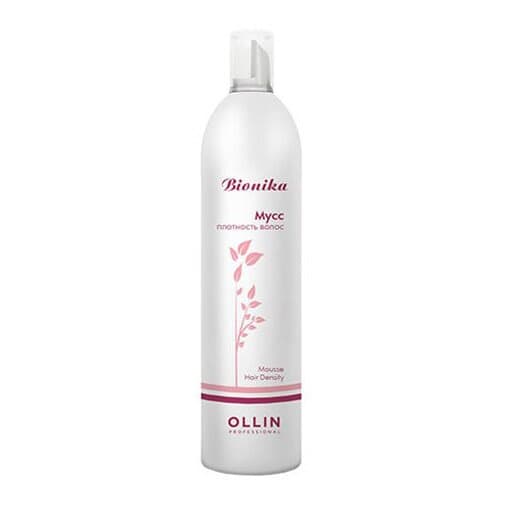 Bionika
Мусс
ПЛОТНОСТЬ ВОЛОС
Mousse
Hair Density
OLLIN
PROFESSIONAL